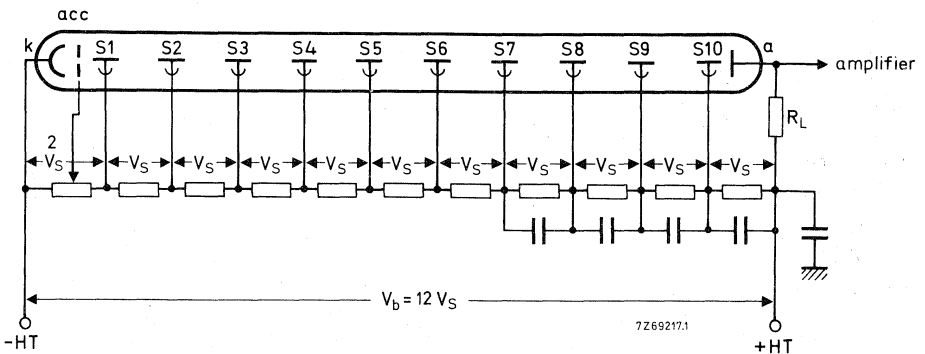 acc
k S1 S2 S3 S4 S5 S6 S7 S8 S9 S10 a amplifier
R_L
2
V_S V_S V_S V_S V_S V_S V_S V_S V_S V_S V_S
V_b = 12 V_S
7Z69217.1
-HT +HT